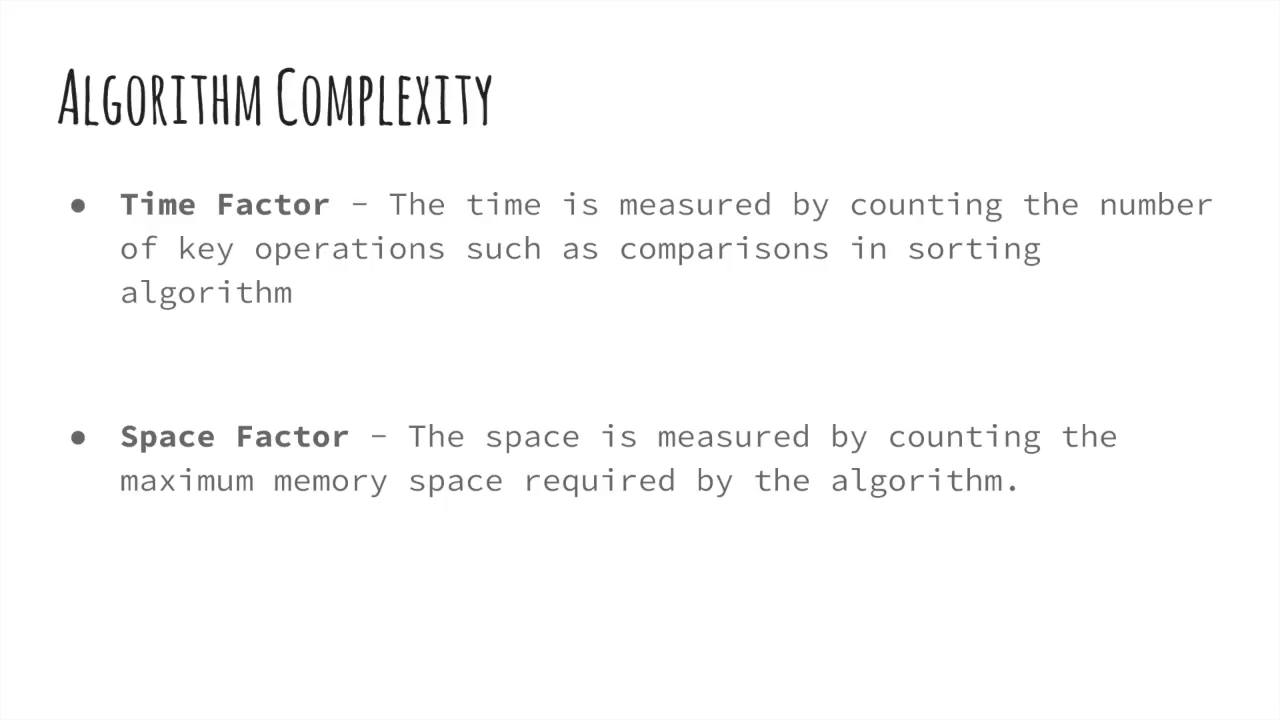 ALGORITHM COMPLEXITY
● Time Factor – The time is measured by counting the number
of key operations such as comparisons in sorting
algorithm
● Space Factor – The space is measured by counting the
maximum memory space required by the algorithm.